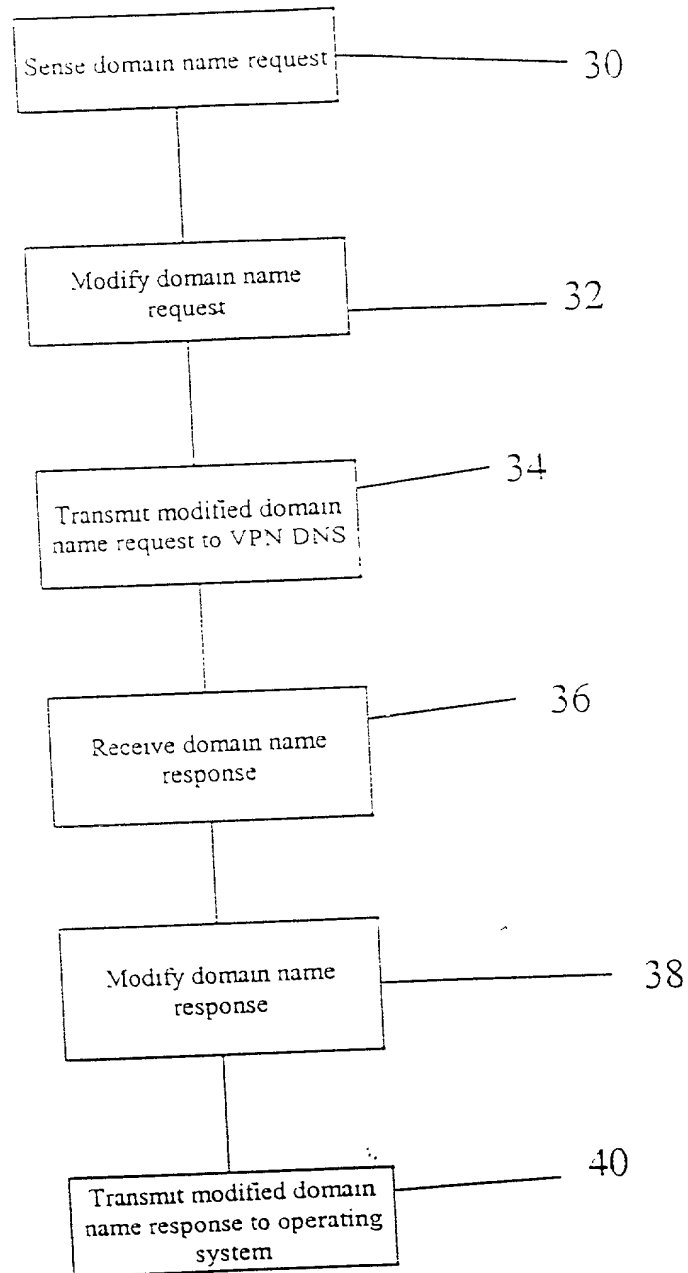 Sense domain name request
30
Modify domain name
request
32
Transmit modified domain
name request to VPN DNS
34
Receive domain name
response
36
Modify domain name
response
38
Transmit modified domain
name response to operating
system
40